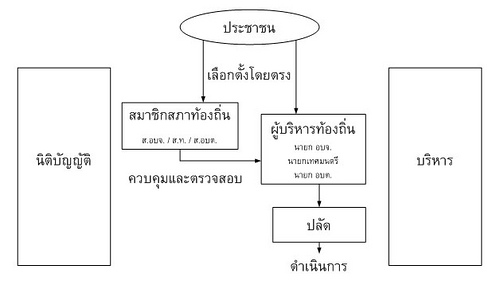 ประชาชน
เลือกตั้งโดยตรง
สมาชิกสภาท้องถิ่น
ส.อบจ. / ส.ท. / ส.อบต.
ผู้บริหารท้องถิ่น
นายก อบจ.
นายกเทศมนตรี
นายก อบต.
นิติบัญญัติ
บริหาร
ควบคุมและตรวจสอบ
ปลัด
ดำเนินการ